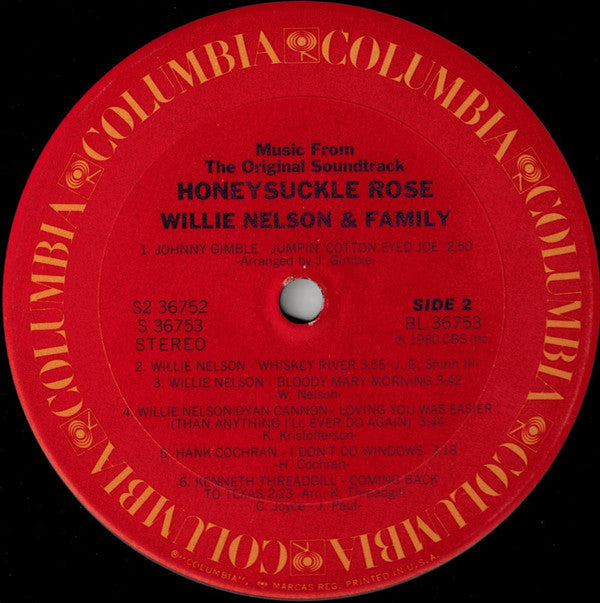 COLUMBIA COLUMBIA COLUMBIA COLUMBIA COLUMBIA COLUMBIA
Music From
The Original Soundtrack
HONEYSUCKLE ROSE
WILLIE NELSON & FAMILY
1. JOHNNY GIMBLE - JUMPIN' COTTON EYED JOE 2:50
-Arranged by J. Gimble-
S2 36752
S 36753
STEREO
SIDE 2
BL 36753
℗ 1980 CBS Inc.
2. WILLIE NELSON - WHISKEY RIVER 3:55 -J. B. Shinn III-
3. WILLIE NELSON - BLOODY MARY MORNING 3:42
-W. Nelson-
4. WILLIE NELSON/DYAN CANNON - LOVING YOU WAS EASIER
(THAN ANYTHING I'LL EVER DO AGAIN) 3:44
-K. Kristofferson-
5. HANK COCHRAN - I DON'T DO WINDOWS 3:18
-H. Cochran-
6. KENNETH THREADGILL - COMING BACK
TO TEXAS 2:23 -Arr.: K. Threadgill
C. Joyce - J. Paul-
®"COLUMBIA", MARCAS REG. PRINTED IN U.S.A.